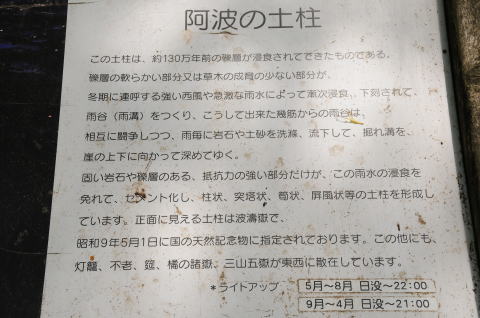 阿波の土柱
この土柱は、約130万年前の礫層が浸食されてできたものである。
礫層の軟らかい部分又は草木の成育の少ない部分が、
冬期に連呼する強い西風や急激な雨水によって漸次浸食、下刻されて、
雨谷（雨溝）をつくり、こうして出来た幾筋からの雨谷は、
相互に闘争しつつ、雨毎に岩石や土砂を洗滌、流下して、掘れ溝を、
崖の上下に向かって深めてゆく。
固い岩石や礫層のある、抵抗力の強い部分だけが、この雨水の浸食を
免れて、セメント化し、柱状、突塔状、筍状、屏風状等の土柱を形成し
ています。正面に見える土柱は波濤嶽で、
昭和9年5月1日に国の天然記念物に指定されております。この他にも、
灯籠、不老、筵、橘の諸嶽、三山五嶽が東西に散在しています。
*ライトアップ 5月～8月 日没～22:00
9月～4月 日没～21:00